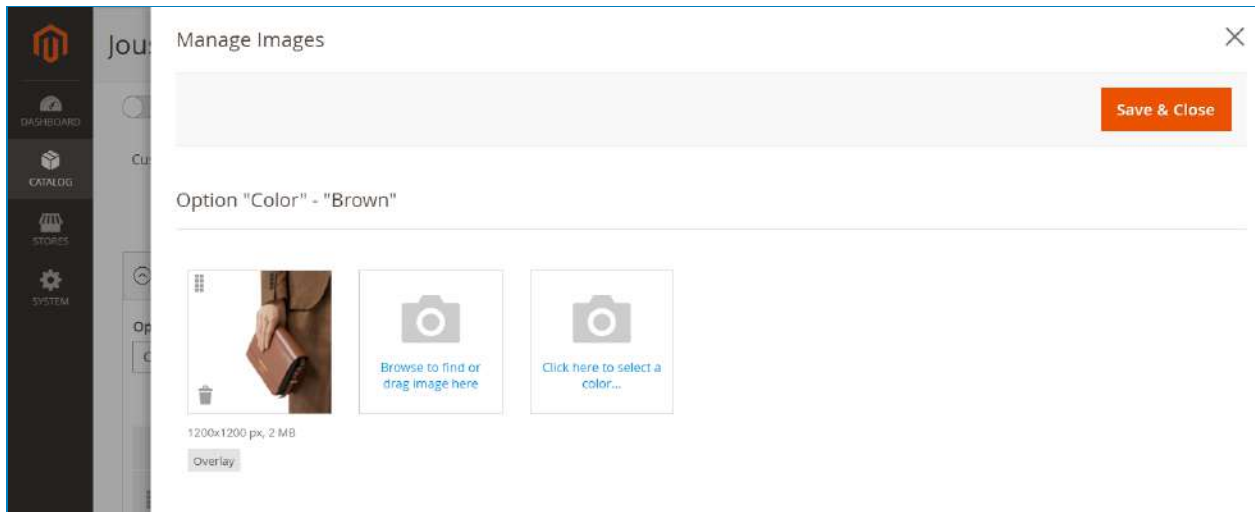 Jou
Manage Images
DASHBOARD
Save & Close
CATALOG
Cu
Option "Color" - "Brown"
STORES
SYSTEM
Op
C
Browse to find or
drag image here
Click here to select a
color...
1200x1200 px, 2 MB
Overlay